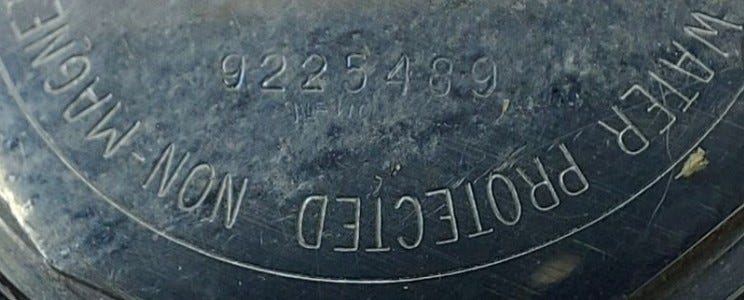 9225489
WATER PROTECTED NON-MAGNE